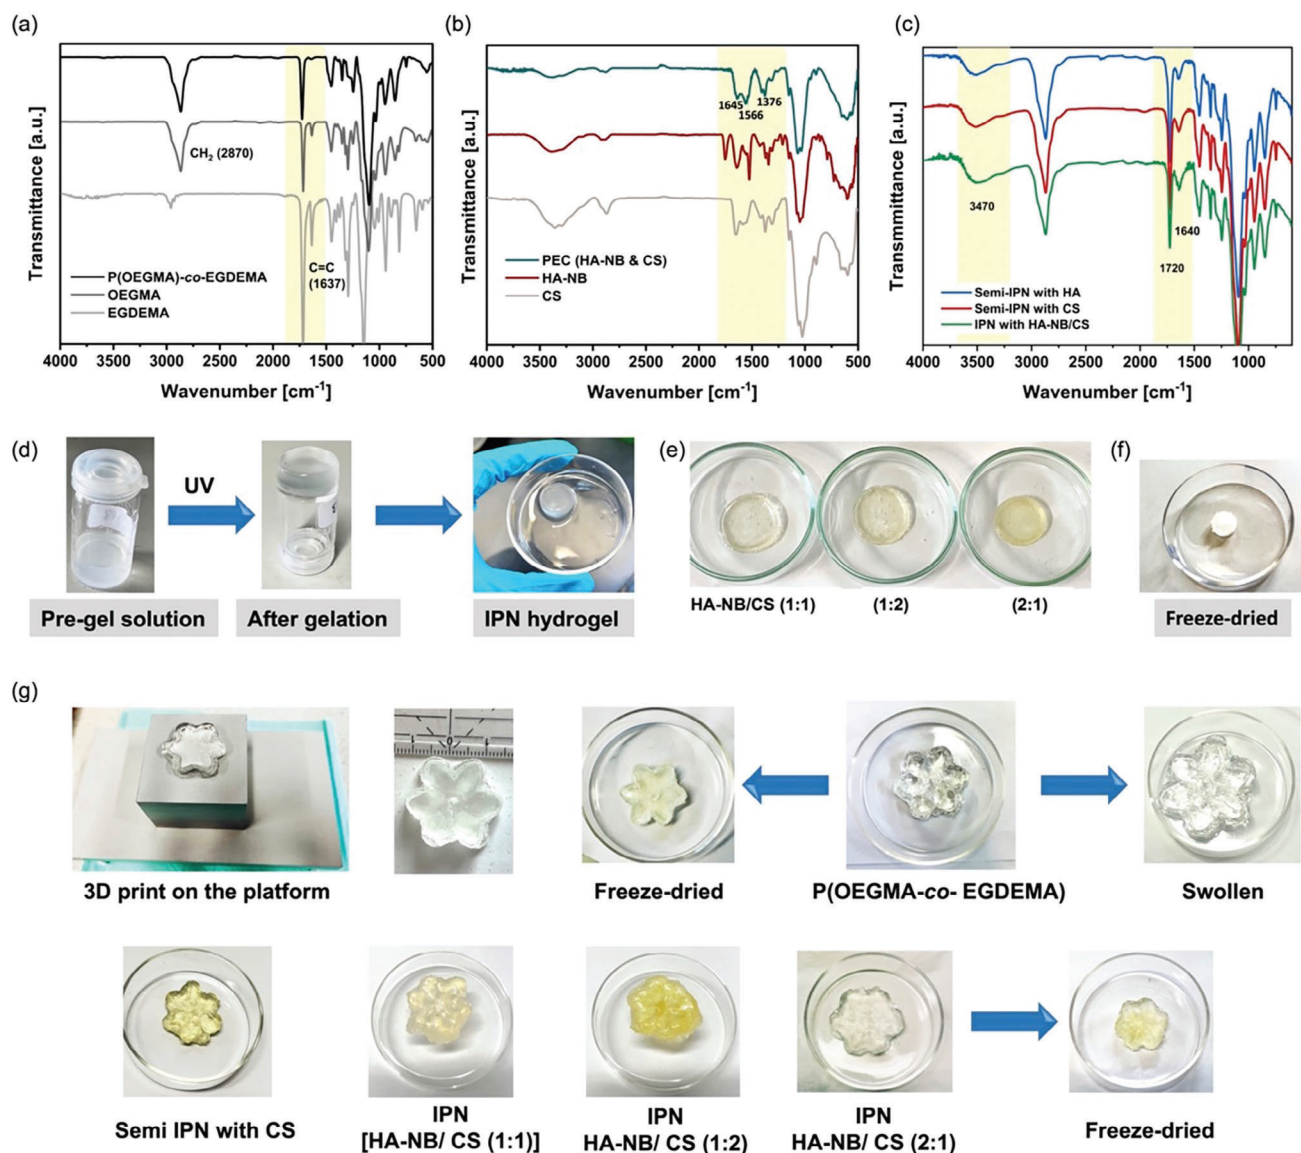 (a)
Transmittance [a.u.]
CH2 (2870)
C=C
(1637)
P(OEGMA)-co-EGDEMA
OEGMA
EGDEMA
4000 3500 3000 2500 2000 1500 1000 500
Wavenumber [cm-1]
(b)
Transmittance [a.u.]
1645
1566
1376
PEC (HA-NB & CS)
HA-NB
CS
4000 3500 3000 2500 2000 1500 1000 500
Wavenumber [cm-1]
(c)
Transmmittance [a.u.]
3470
1640
1720
Semi-IPN with HA
Semi-IPN with CS
IPN with HA-NB/CS
4000 3500 3000 2500 2000 1500 1000
Wavenumber [cm-1]
(d)
UV
Pre-gel solution
After gelation
IPN hydrogel
(e)
HA-NB/CS (1:1)
(1:2)
(2:1)
(f)
Freeze-dried
(g)
3D print on the platform
Freeze-dried
P(OEGMA-co- EGDEMA)
Swollen
Semi IPN with CS
IPN
[HA-NB/ CS (1:1)]
IPN
HA-NB/ CS (1:2)
IPN
HA-NB/ CS (2:1)
Freeze-dried